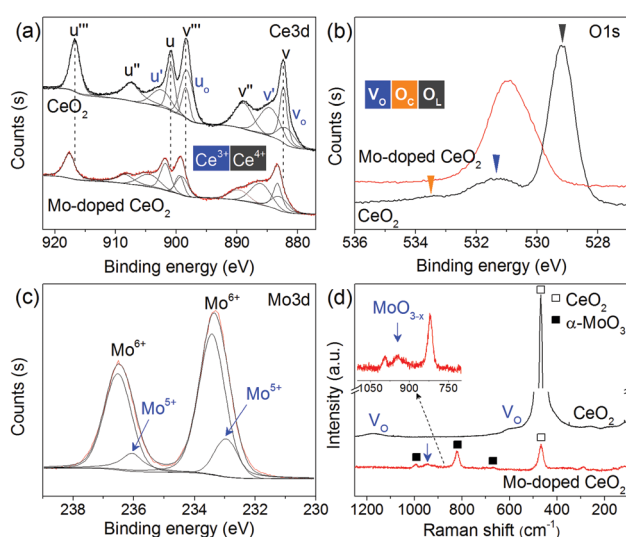 (a)
Ce3d
u'''
u''
u'
u
u₀
v'''
v''
v'
v
v₀
CeO₂
Ce³⁺ Ce⁴⁺
Mo-doped CeO₂
Counts (s)
920 910 900 890 880
Binding energy (eV)
(b)
O1s
V₀ O_C O_L
Mo-doped CeO₂
CeO₂
Counts (s)
536 534 532 530 528
Binding energy (eV)
(c)
Mo3d
Mo⁶⁺
Mo⁶⁺
Mo⁵⁺
Mo⁵⁺
Counts (s)
238 236 234 232 230
Binding energy (eV)
(d)
□ CeO₂
■ α-MoO₃
MoO₃₋ₓ
1050 900 750
V_O
V_O
CeO₂
Mo-doped CeO₂
Intensity (a.u.)
1250 1000 800 600 400 200
Raman shift (cm⁻¹)